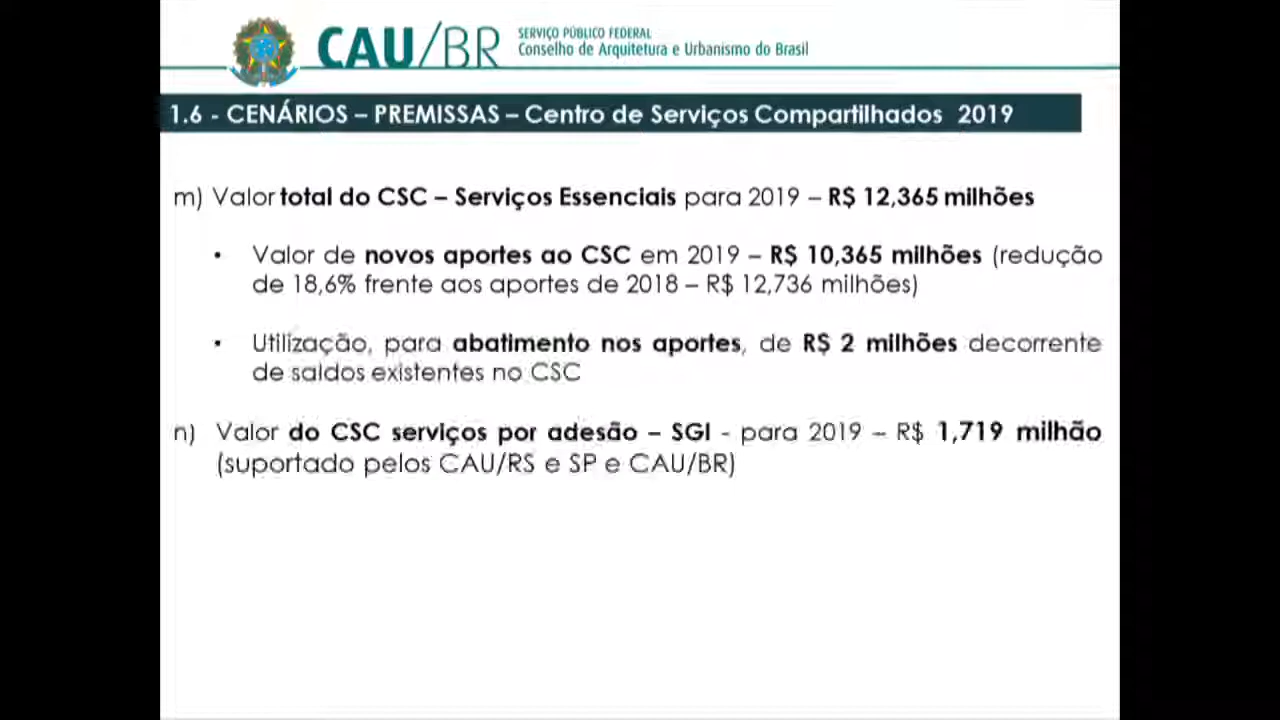 CAU/BR
SERVIÇO PÚBLICO FEDERAL
Conselho de Arquitetura e Urbanismo do Brasil
1.6 - CENÁRIOS – PREMISSAS – Centro de Serviços Compartilhados 2019
m) Valor total do CSC – Serviços Essenciais para 2019 – R$ 12,365 milhões
• Valor de novos aportes ao CSC em 2019 – R$ 10,365 milhões (redução
de 18,6% frente aos aportes de 2018 – R$ 12,736 milhões)
• Utilização, para abatimento nos aportes, de R$ 2 milhões decorrente
de saldos existentes no CSC
n) Valor do CSC serviços por adesão – SGI - para 2019 – R$ 1,719 milhão
(suportado pelos CAU/RS e SP e CAU/BR)